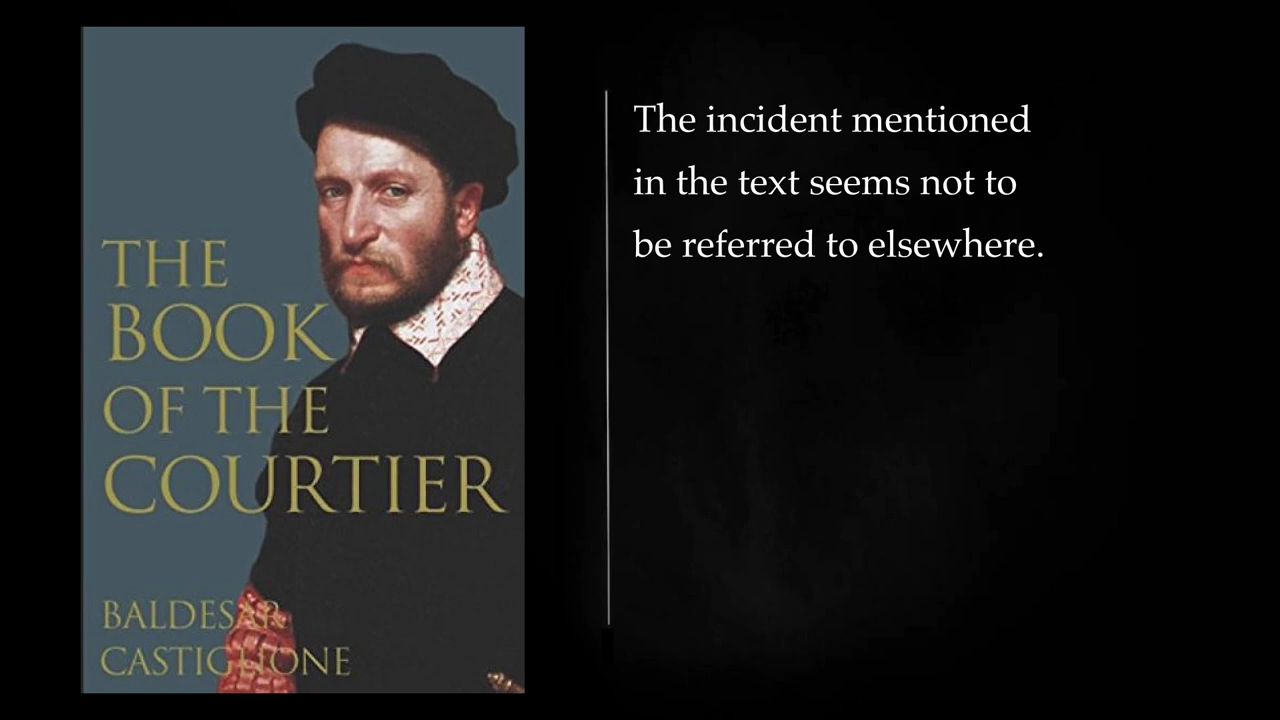 THE
BOOK
OF THE
COURTIER
BALDESAR
CASTIGLIONE
The incident mentioned
in the text seems not to
be referred to elsewhere.